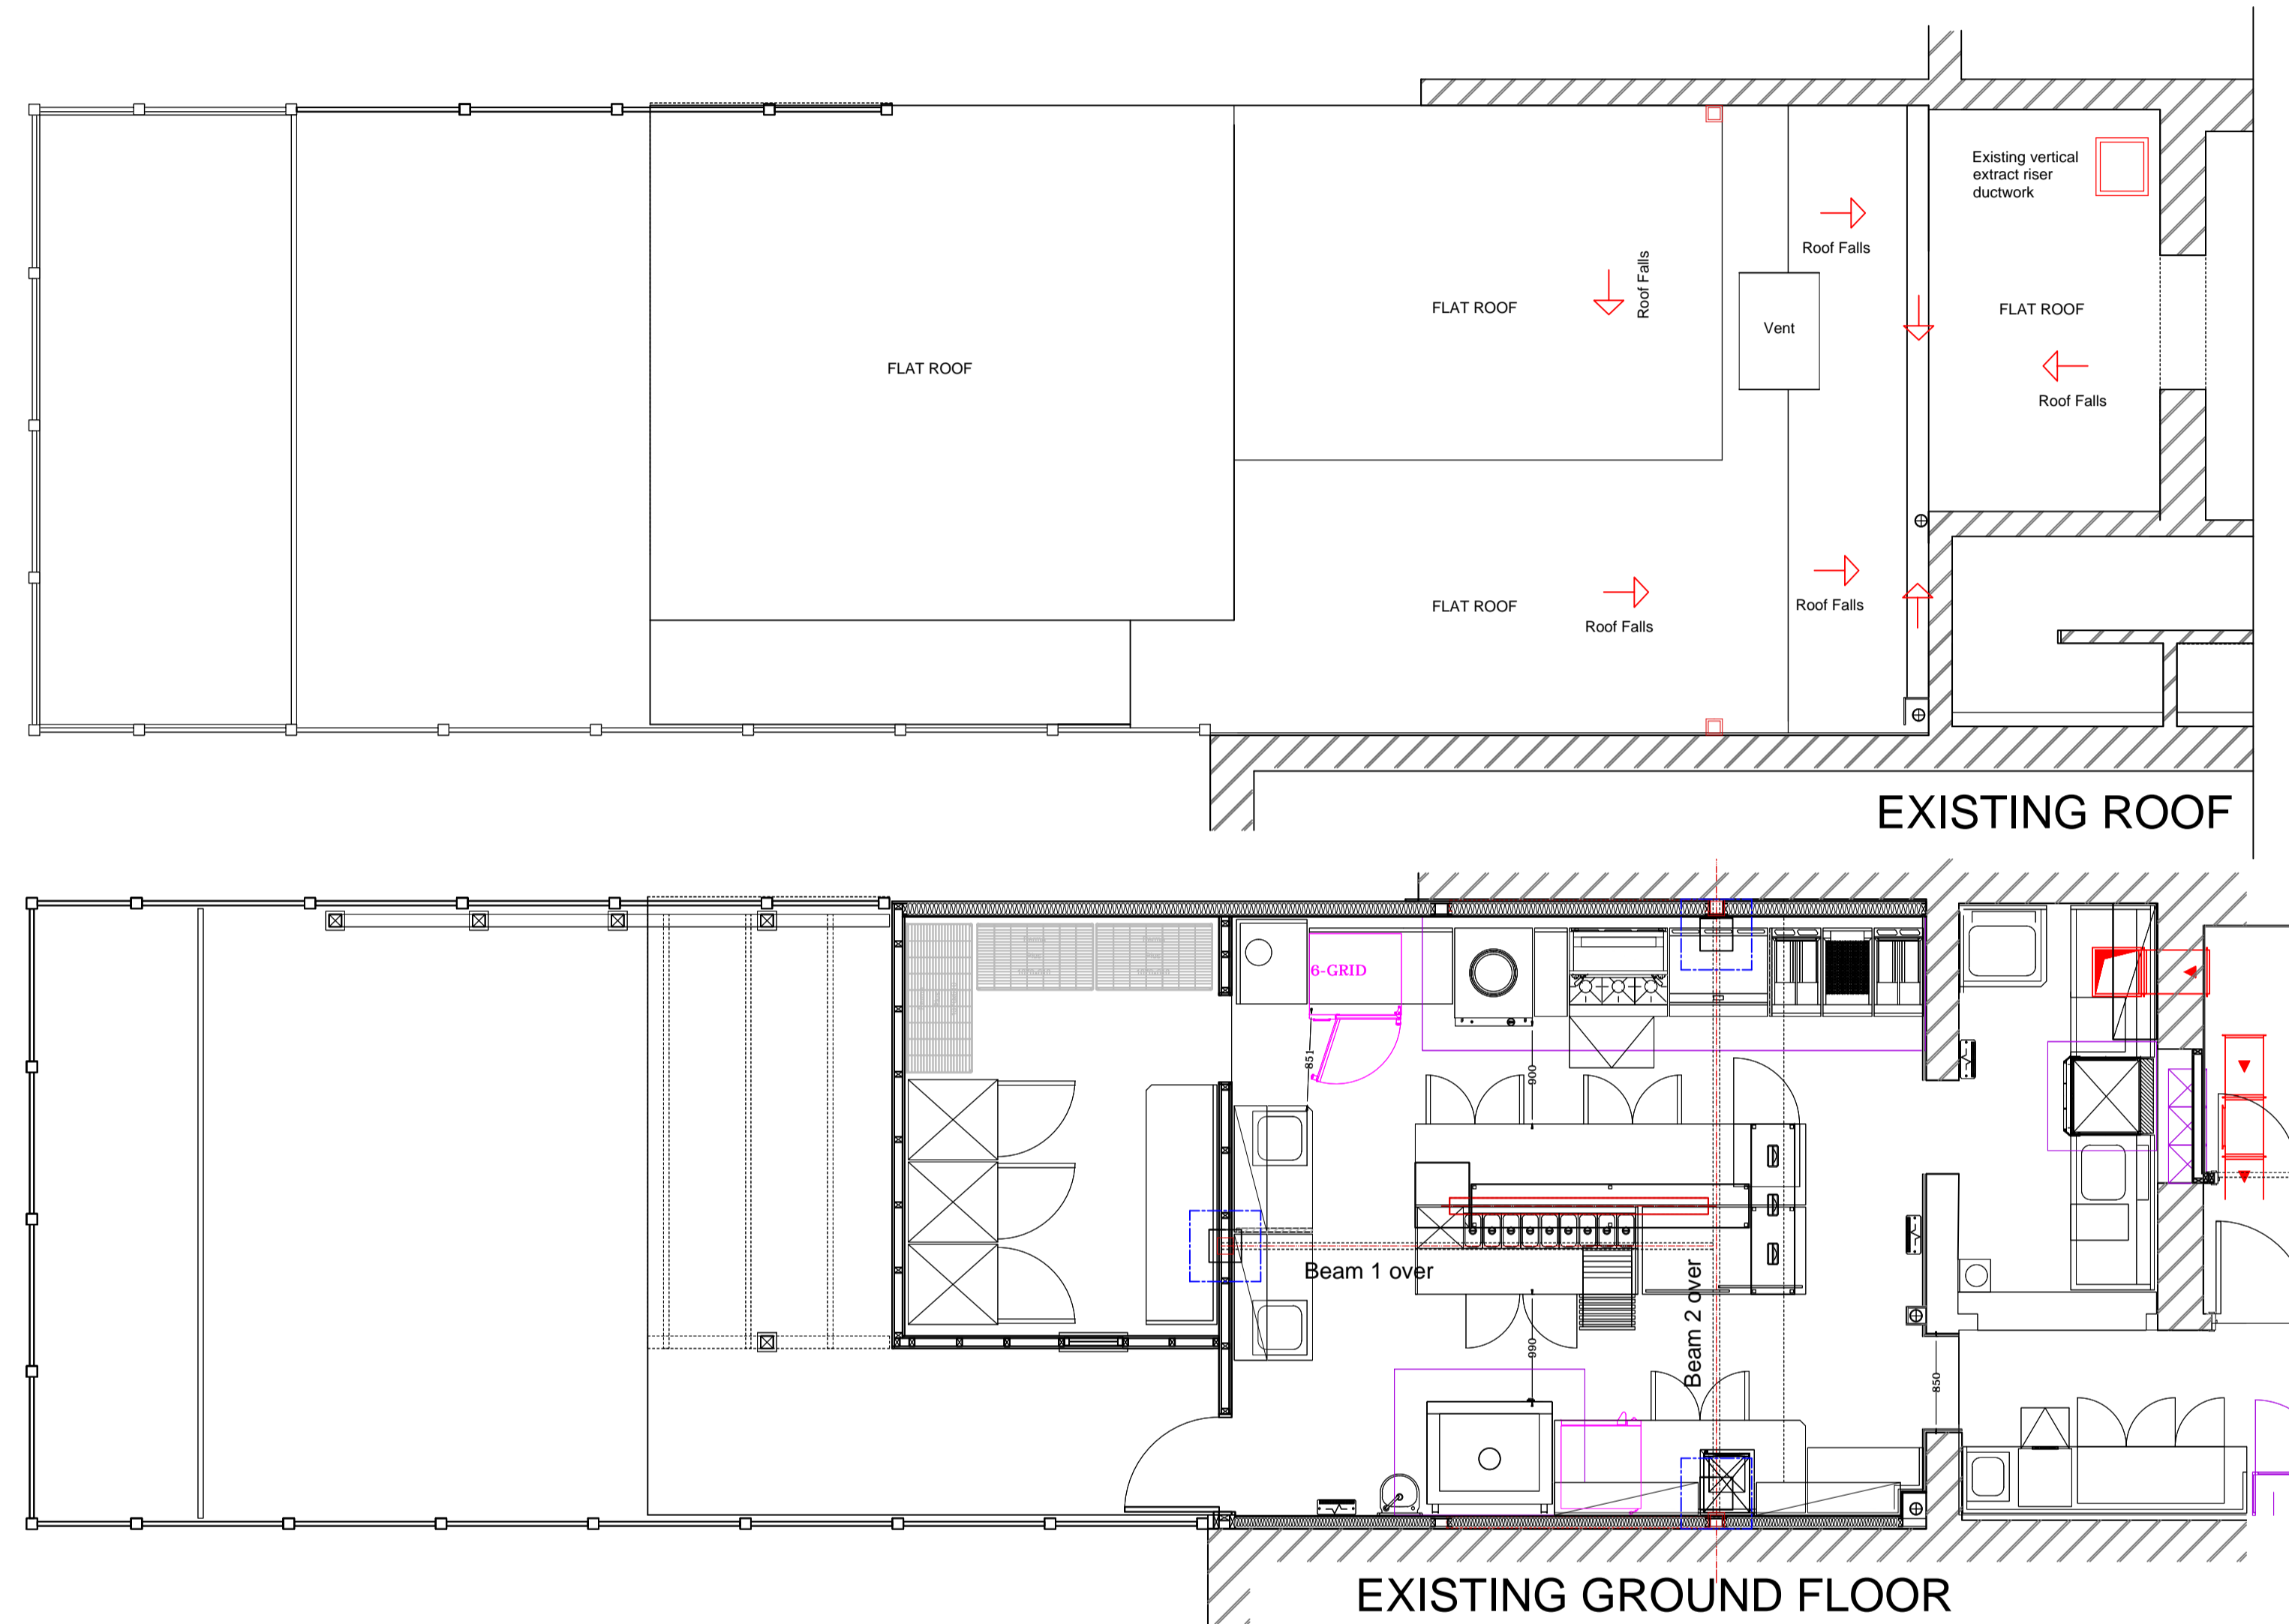 Existing vertical
extract riser
ductwork
Roof Falls
Roof Falls
FLAT ROOF
FLAT ROOF
Vent
FLAT ROOF
Roof Falls
FLAT ROOF
Roof Falls
FLAT ROOF
Roof Falls
EXISTING ROOF
6-GRID
851
900
Beam 1 over
Beam 2 over
990
850
EXISTING GROUND FLOOR